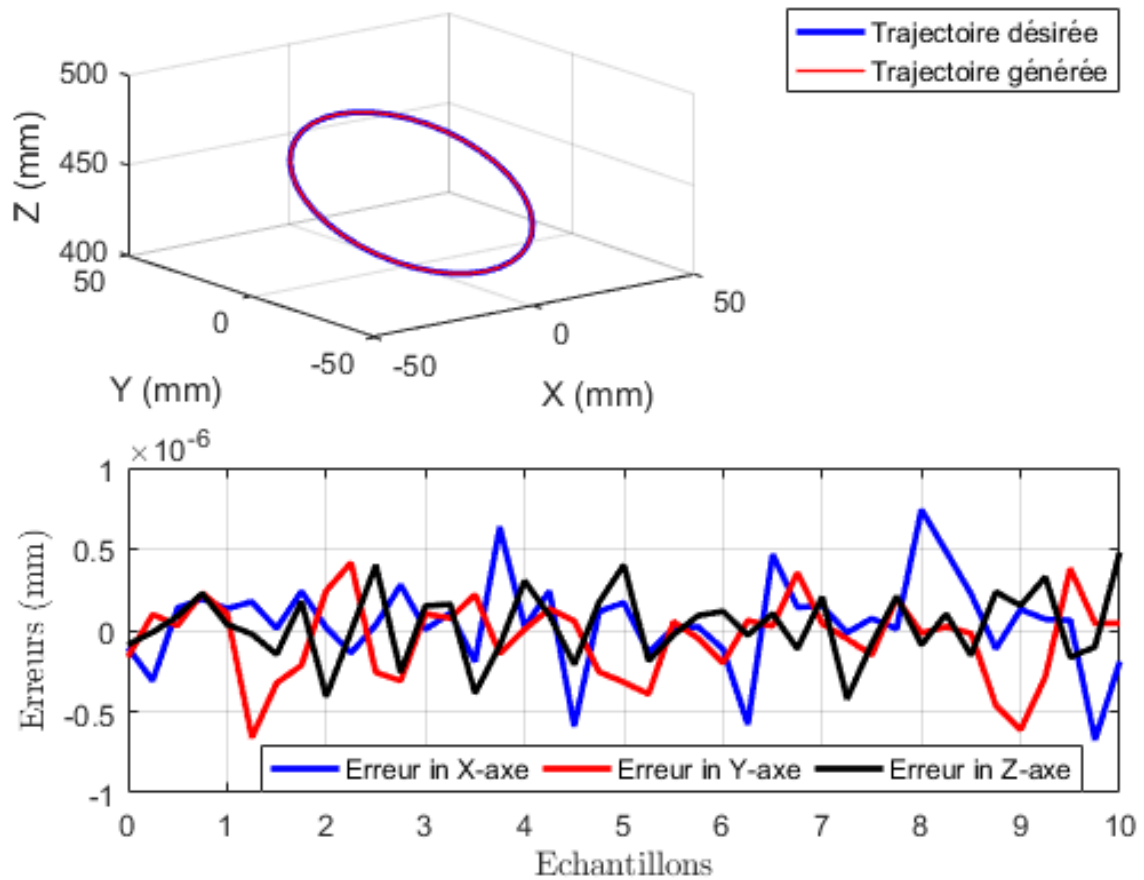 Trajectoire désirée
Trajectoire générée
500
450
400
Z (mm)
50
0
-50
Y (mm)
-50
0
50
X (mm)
×10-6
1
0.5
0
-0.5
-1
Erreurs (mm)
Erreur in X-axe Erreur in Y-axe Erreur in Z-axe
0 1 2 3 4 5 6 7 8 9 10
Echantillons